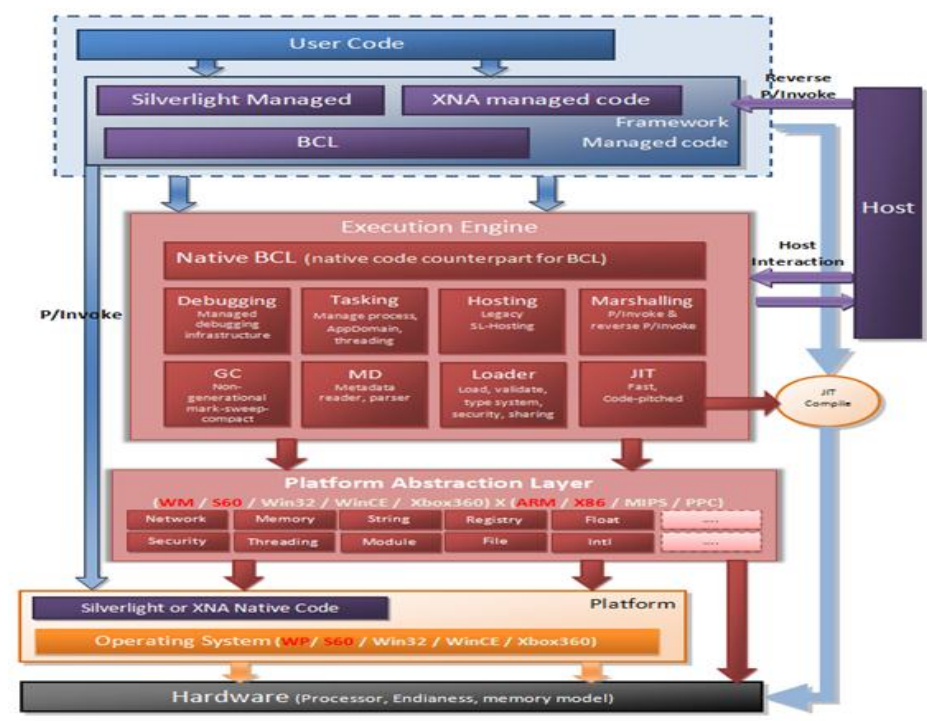 User Code
Silverlight Managed
XNA managed code
Framework
Managed code
BCL
Reverse
P/Invoke
Host
Execution Engine
Native BCL (native code counterpart for BCL)
Host
Interaction
Debugging
Managed
debugging
infrastructure
Tasking
Manage process,
AppDomain,
threading
Hosting
Legacy
SL-Hosting
Marshalling
P/Invoke &
reverse P/Invoke
P/Invoke
GC
Non-
generational
mark-sweep-
compact
MD
Metadata
reader, parser
Loader
Load, validate,
type system,
security, sharing
JIT
Fast,
Code-pitched
JIT
Compile
Platform Abstraction Layer
(WM / S60 / Win32 / WinCE / Xbox360) X (ARM / X86 / MIPS / PPC)
Network
Memory
String
Registry
Float
....
Security
Threading
Module
File
Intl
....
Silverlight or XNA Native Code
Platform
Operating System (WP/ S60 / Win32 / WinCE / Xbox360)
Hardware (Processor, Endianess, memory model)